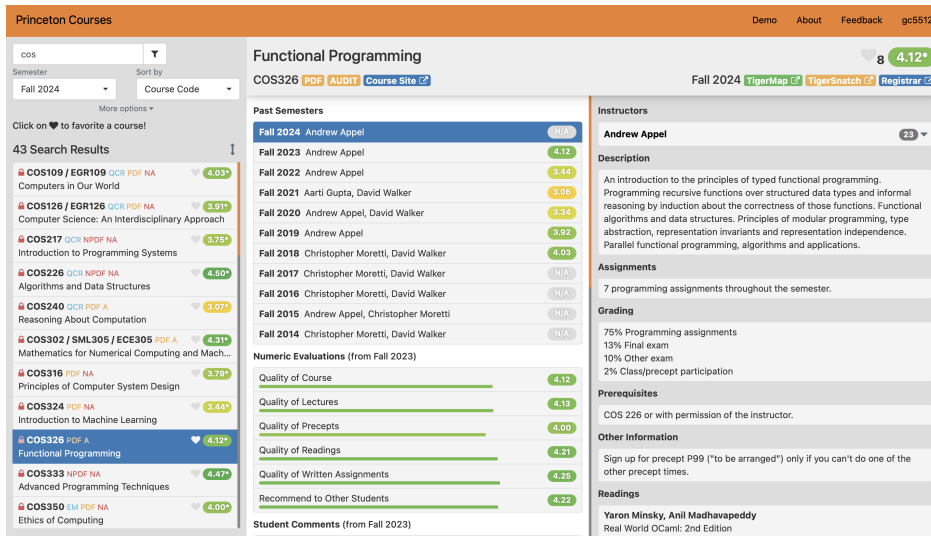 Princeton Courses
Demo About Feedback gc5512
cos
Semester
Sort by
Fall 2024
Course Code
More options
Click on to favorite a course!
43 Search Results
COS109 / EGR109 QCR PDF NA 4.03*
Computers in Our World
COS126 / EGR126 QCR PDF NA 3.91*
Computer Science: An Interdisciplinary Approach
COS217 QCR NPDF NA 3.75*
Introduction to Programming Systems
COS226 QCR NPDF NA 4.50*
Algorithms and Data Structures
COS240 QCR PDF A 3.07*
Reasoning About Computation
COS302 / SML305 / ECE305 PDF A 4.31*
Mathematics for Numerical Computing and Mach...
COS316 PDF NA 3.79*
Principles of Computer System Design
COS324 PDF NA 3.44*
Introduction to Machine Learning
COS326 PDF A 4.12*
Functional Programming
COS333 NPDF NA 4.47*
Advanced Programming Techniques
COS350 EM PDF NA 4.00*
Ethics of Computing
Functional Programming
8 4.12*
COS326 PDF AUDIT Course Site
Fall 2024 TigerMap TigerSnatch Registrar
Past Semesters
Fall 2024 Andrew Appel N/A
Fall 2023 Andrew Appel 4.12
Fall 2022 Andrew Appel 3.44
Fall 2021 Aarti Gupta, David Walker 3.06
Fall 2020 Andrew Appel, David Walker 3.34
Fall 2019 Andrew Appel 3.92
Fall 2018 Christopher Moretti, David Walker 4.03
Fall 2017 Christopher Moretti, David Walker N/A
Fall 2016 Christopher Moretti, David Walker N/A
Fall 2015 Andrew Appel, Christopher Moretti N/A
Fall 2014 Christopher Moretti, David Walker N/A
Numeric Evaluations (from Fall 2023)
Quality of Course 4.12
Quality of Lectures 4.13
Quality of Precepts 4.00
Quality of Readings 4.21
Quality of Written Assignments 4.25
Recommend to Other Students 4.22
Student Comments (from Fall 2023)
Instructors
Andrew Appel 23
Description
An introduction to the principles of typed functional programming.
Programming recursive functions over structured data types and informal
reasoning by induction about the correctness of those functions. Functional
algorithms and data structures. Principles of modular programming, type
abstraction, representation invariants and representation independence.
Parallel functional programming, algorithms and applications.
Assignments
7 programming assignments throughout the semester.
Grading
75% Programming assignments
13% Final exam
10% Other exam
2% Class/precept participation
Prerequisites
COS 226 or with permission of the instructor.
Other Information
Sign up for precept P99 ("to be arranged") only if you can't do one of the
other precept times.
Readings
Yaron Minsky, Anil Madhavapeddy
Real World OCaml: 2nd Edition